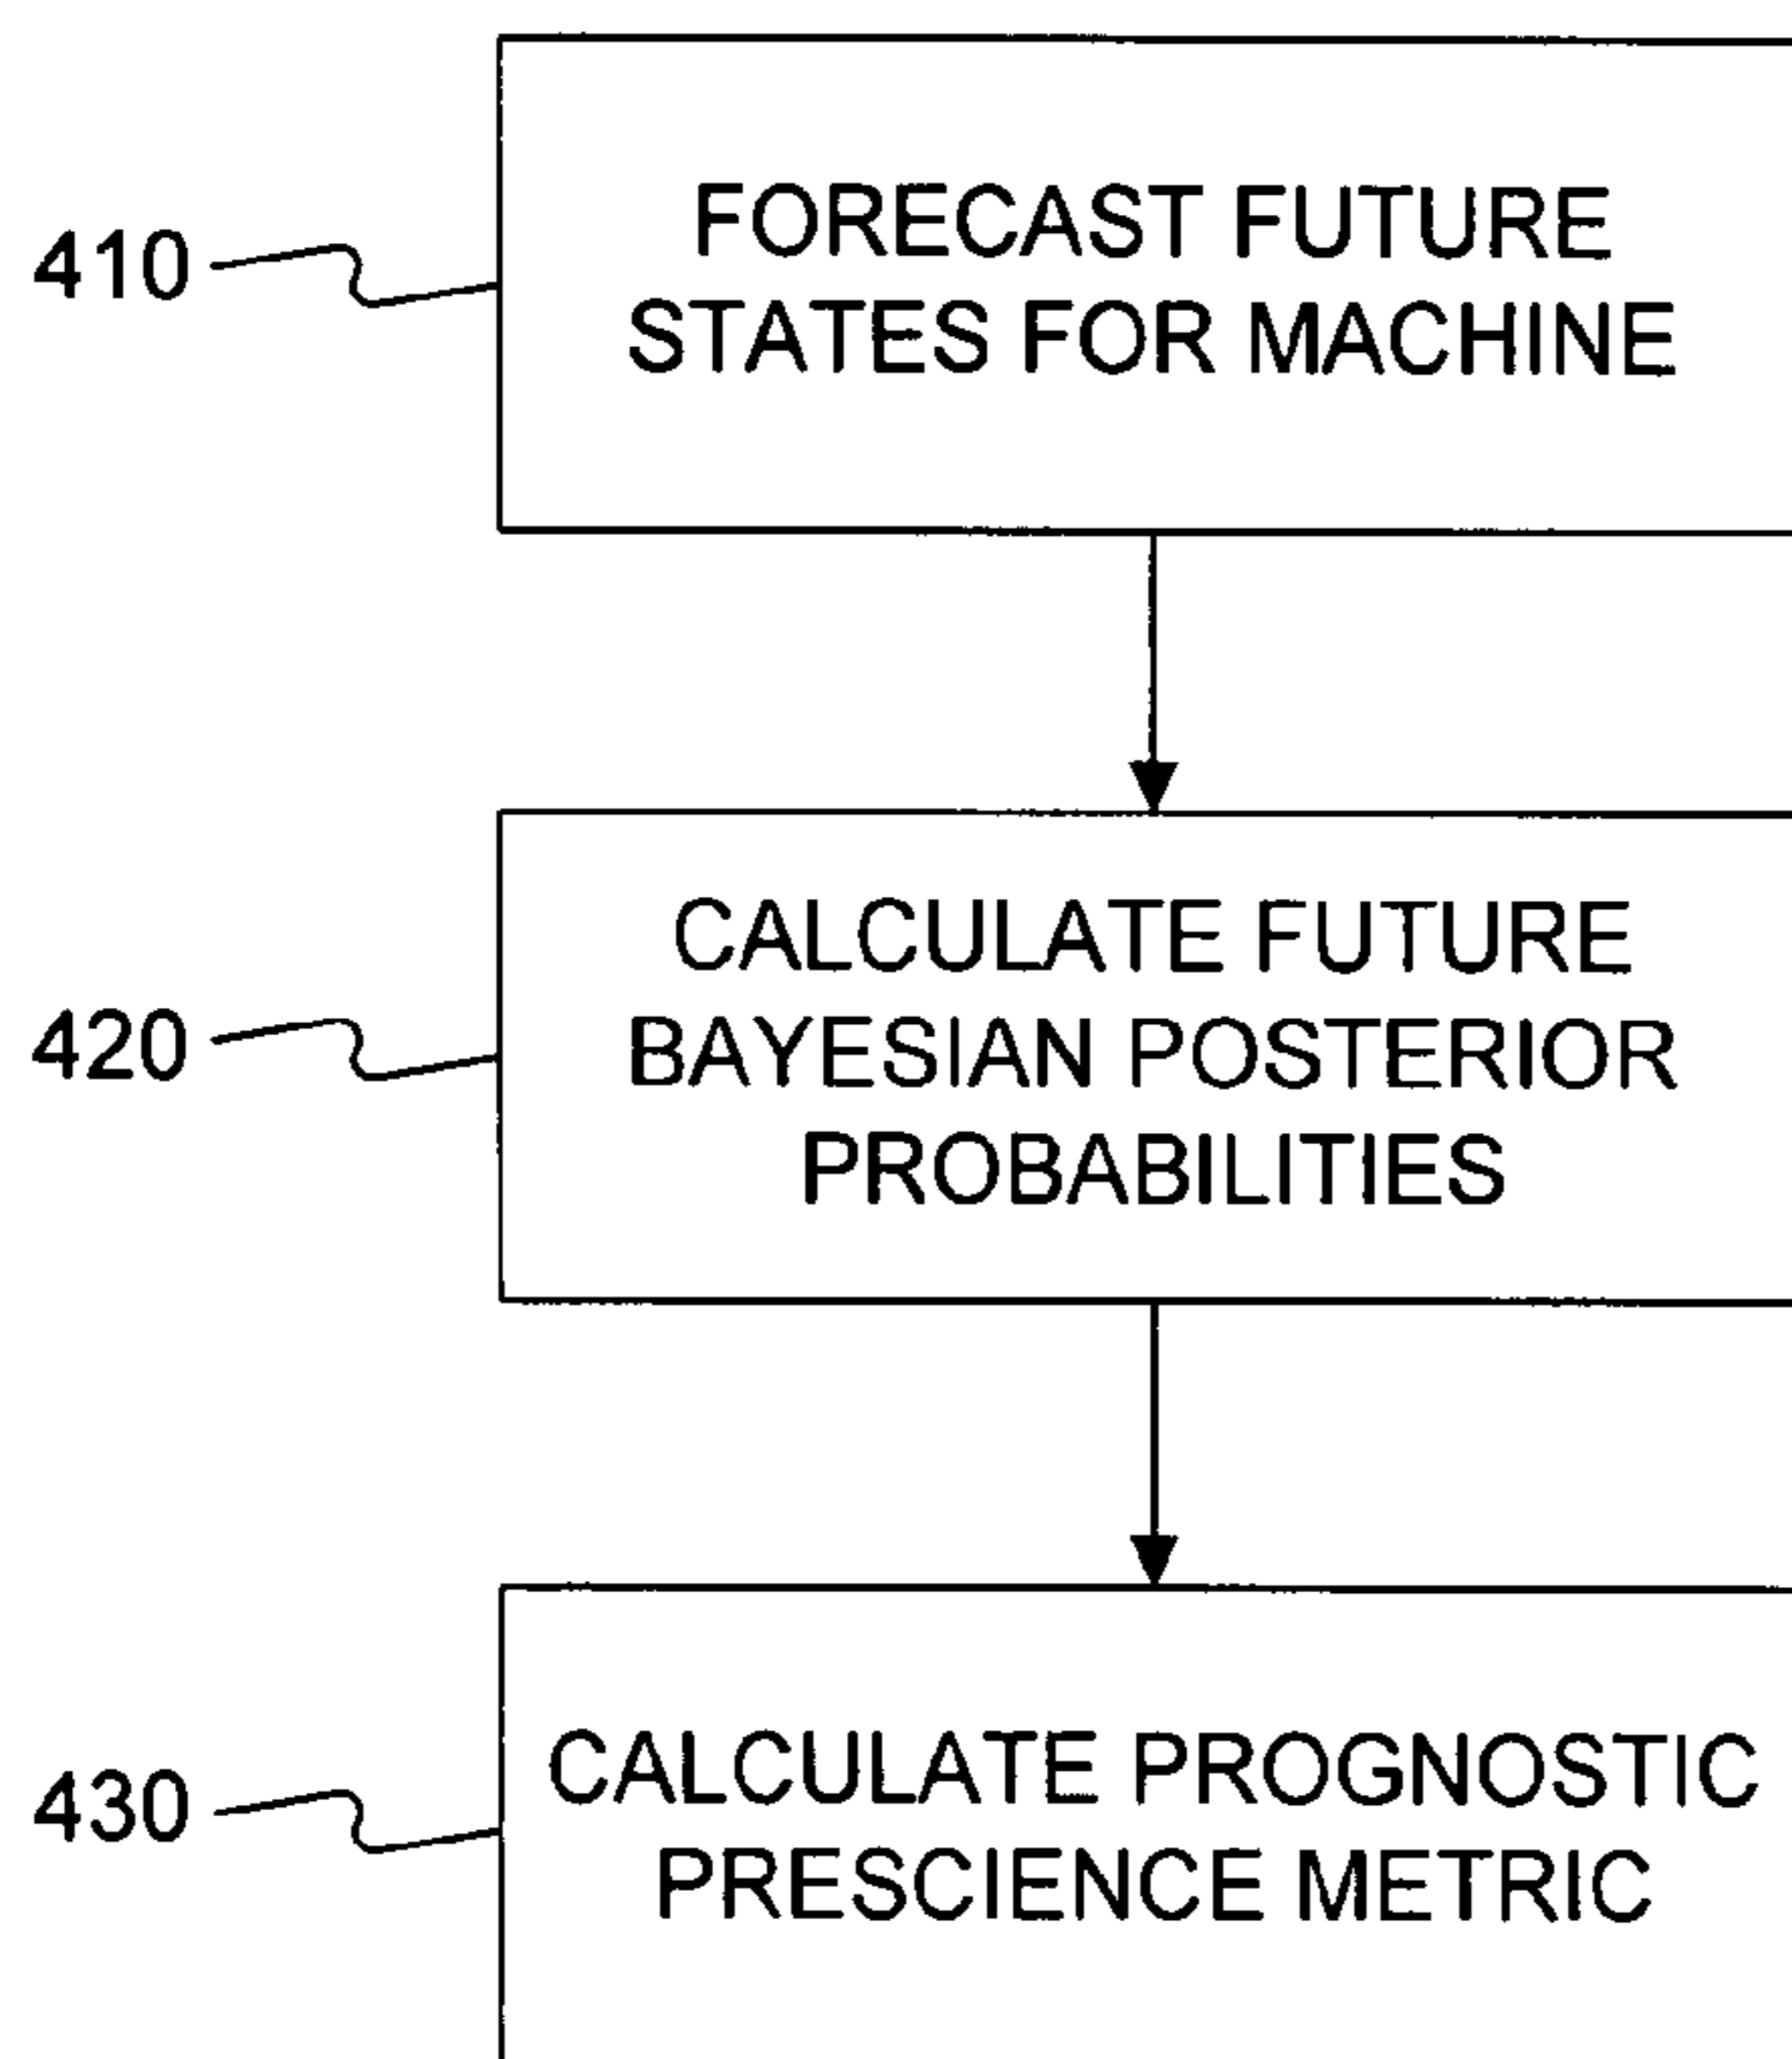 410
FORECAST FUTURE
STATES FOR MACHINE
420
CALCULATE FUTURE
BAYESIAN POSTERIOR
PROBABILITIES
430
CALCULATE PROGNOSTIC
PRESCIENCE METRIC